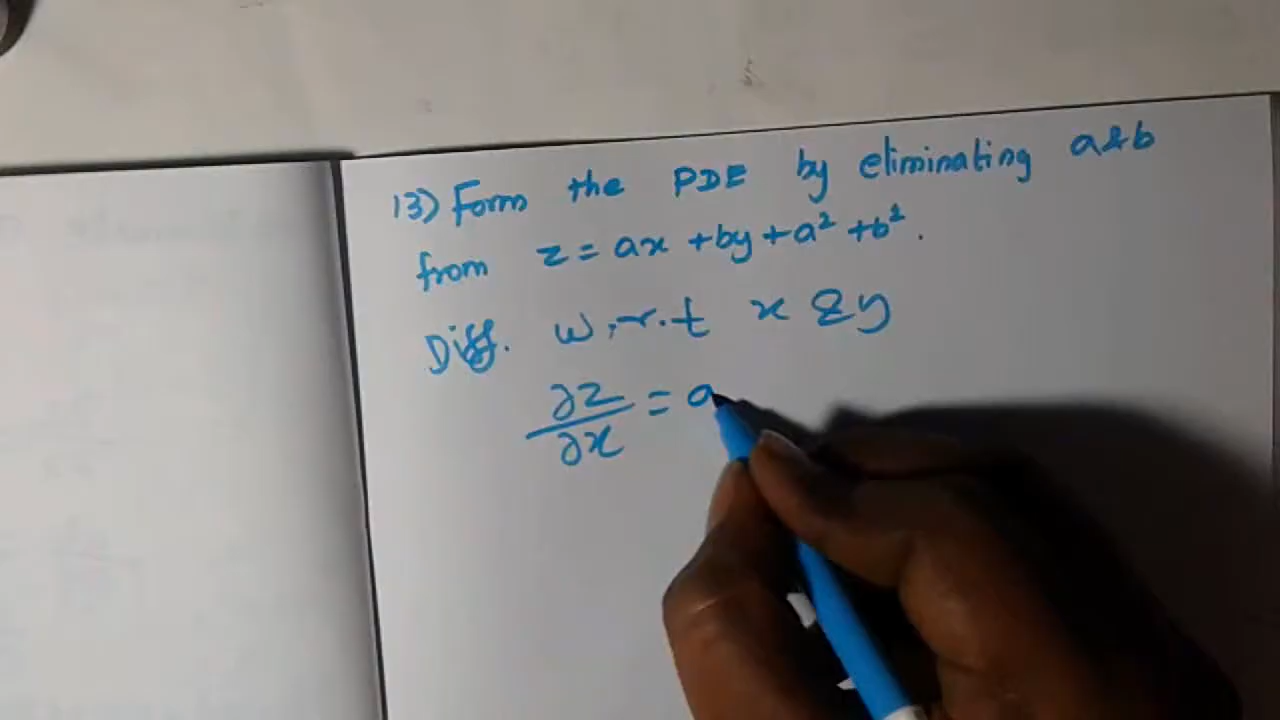 13) Form the PDE by eliminating a&b
from z = ax + by + a² + b².
Diff. w.r.t x & y
∂z/∂x = a